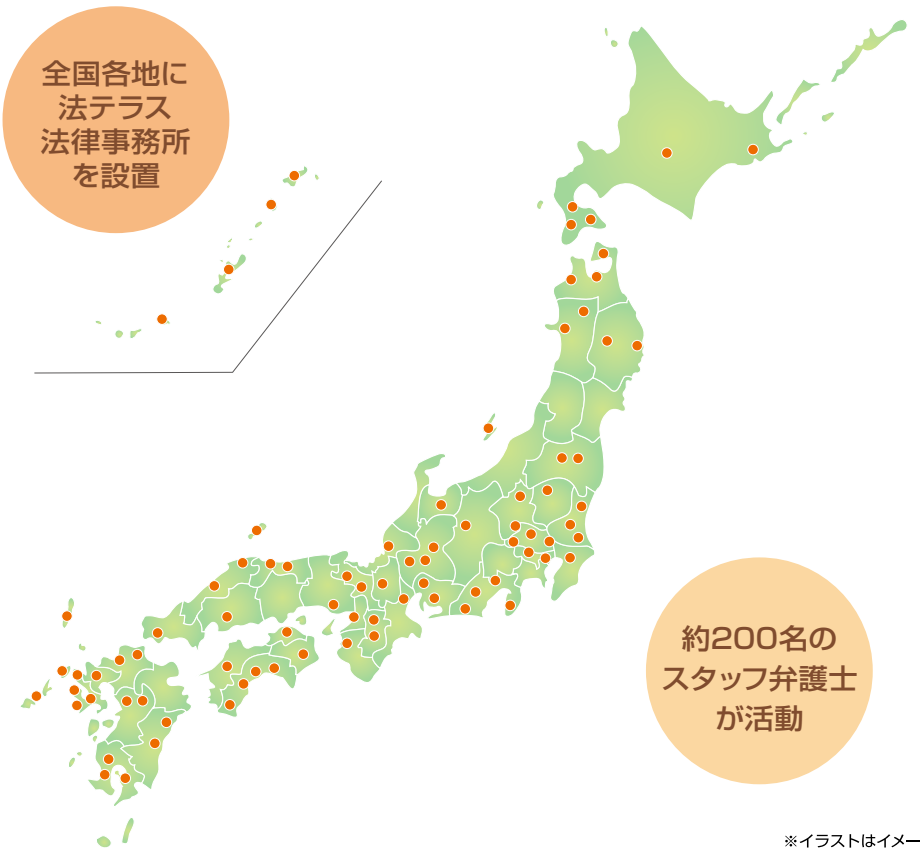 全国各地に
法テラス
法律事務所
を設置
約200名の
スタッフ弁護士
が活動
※イラストはイメー